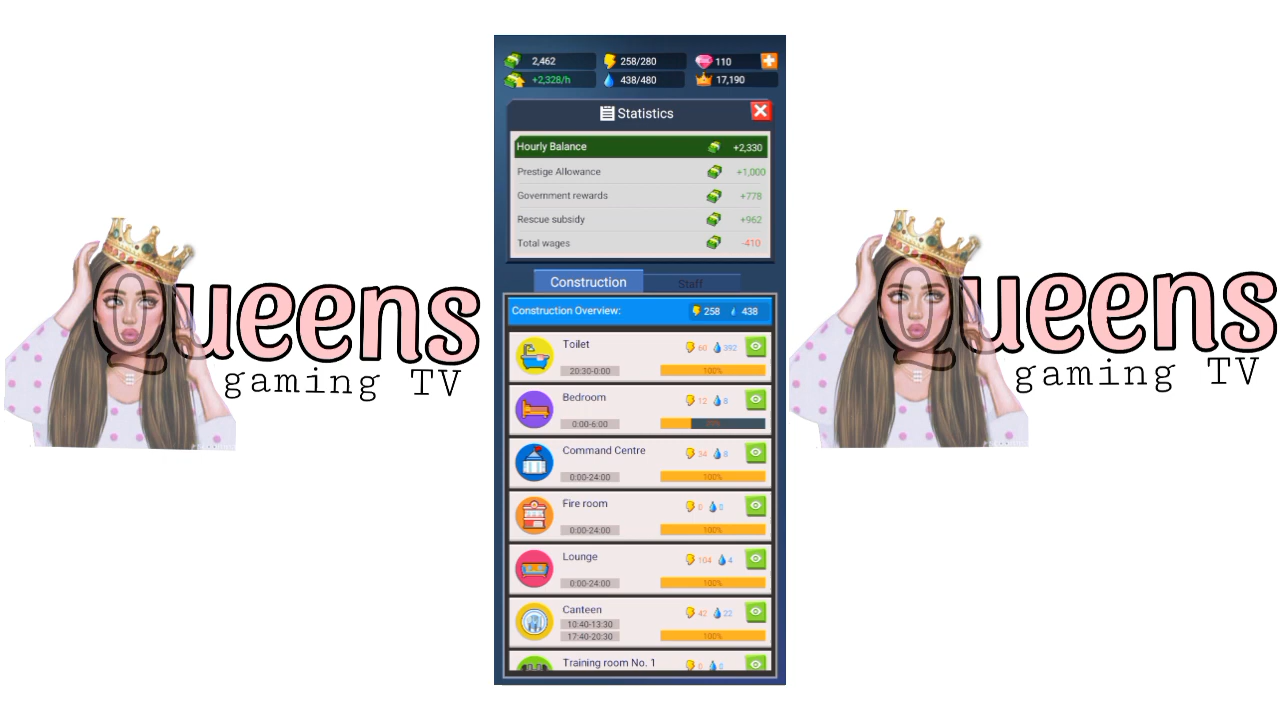 2,462
258/280
110
+2,328/h
438/480
17,190
Statistics
Hourly Balance +2,330
Prestige Allowance +1,000
Government rewards +778
Rescue subsidy +962
Total wages -410
Construction
Staff
Construction Overview: 258 438
Toilet 60 392
20:30-0:00 100%
Bedroom 12 8
0:00-6:00
Command Centre 34 8
0:00-24:00 100%
Fire room 0 0
0:00-24:00 100%
Lounge 104 4
0:00-24:00 100%
Canteen 42 22
10:40-13:30
17:40-20:30 100%
Training room No. 1 0 0
Queens
gaming TV
Queens
gaming TV